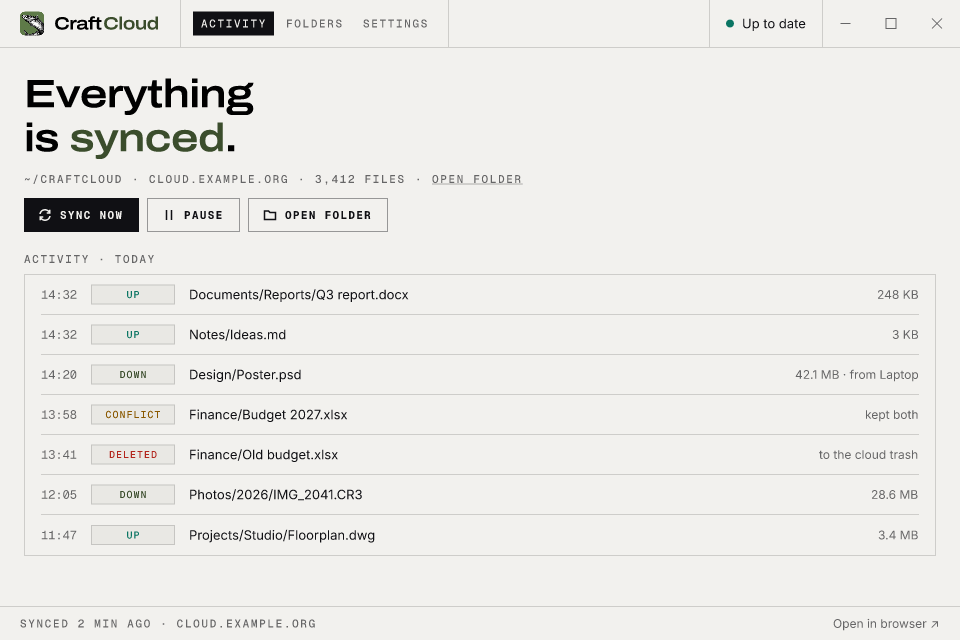 CraftCloud
ACTIVITY FOLDERS SETTINGS
Up to date
Everything
is synced.
~/CRAFTCLOUD · CLOUD.EXAMPLE.ORG · 3,412 FILES · OPEN FOLDER
SYNC NOW PAUSE OPEN FOLDER
ACTIVITY · TODAY
14:32 UP Documents/Reports/Q3 report.docx 248 KB
14:32 UP Notes/Ideas.md 3 KB
14:20 DOWN Design/Poster.psd 42.1 MB · from Laptop
13:58 CONFLICT Finance/Budget 2027.xlsx kept both
13:41 DELETED Finance/Old budget.xlsx to the cloud trash
12:05 DOWN Photos/2026/IMG_2041.CR3 28.6 MB
11:47 UP Projects/Studio/Floorplan.dwg 3.4 MB
SYNCED 2 MIN AGO · CLOUD.EXAMPLE.ORG
Open in browser ↗